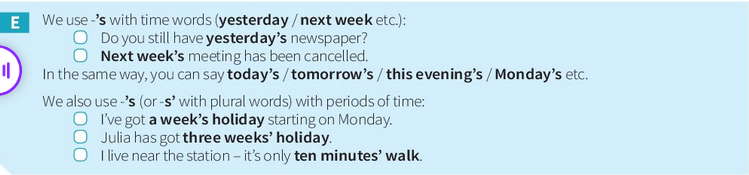 E We use -’s with time words (yesterday / next week etc.):
Do you still have yesterday’s newspaper?
Next week’s meeting has been cancelled.
In the same way, you can say today’s / tomorrow’s / this evening’s / Monday’s etc.
We also use -’s (or -s’ with plural words) with periods of time:
I’ve got a week’s holiday starting on Monday.
Julia has got three weeks’ holiday.
I live near the station – it’s only ten minutes’ walk.